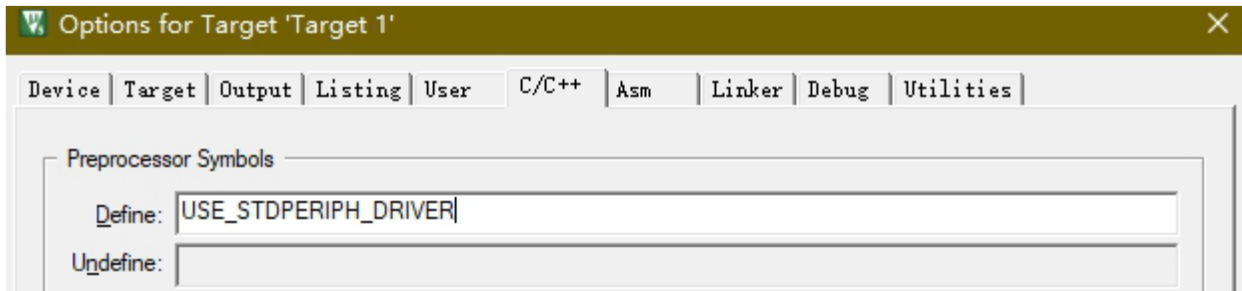 Options for Target 'Target 1'
Device Target Output Listing User C/C++ Asm Linker Debug Utilities
Preprocessor Symbols
Define: USE_STDPERIPH_DRIVER
Undefine: